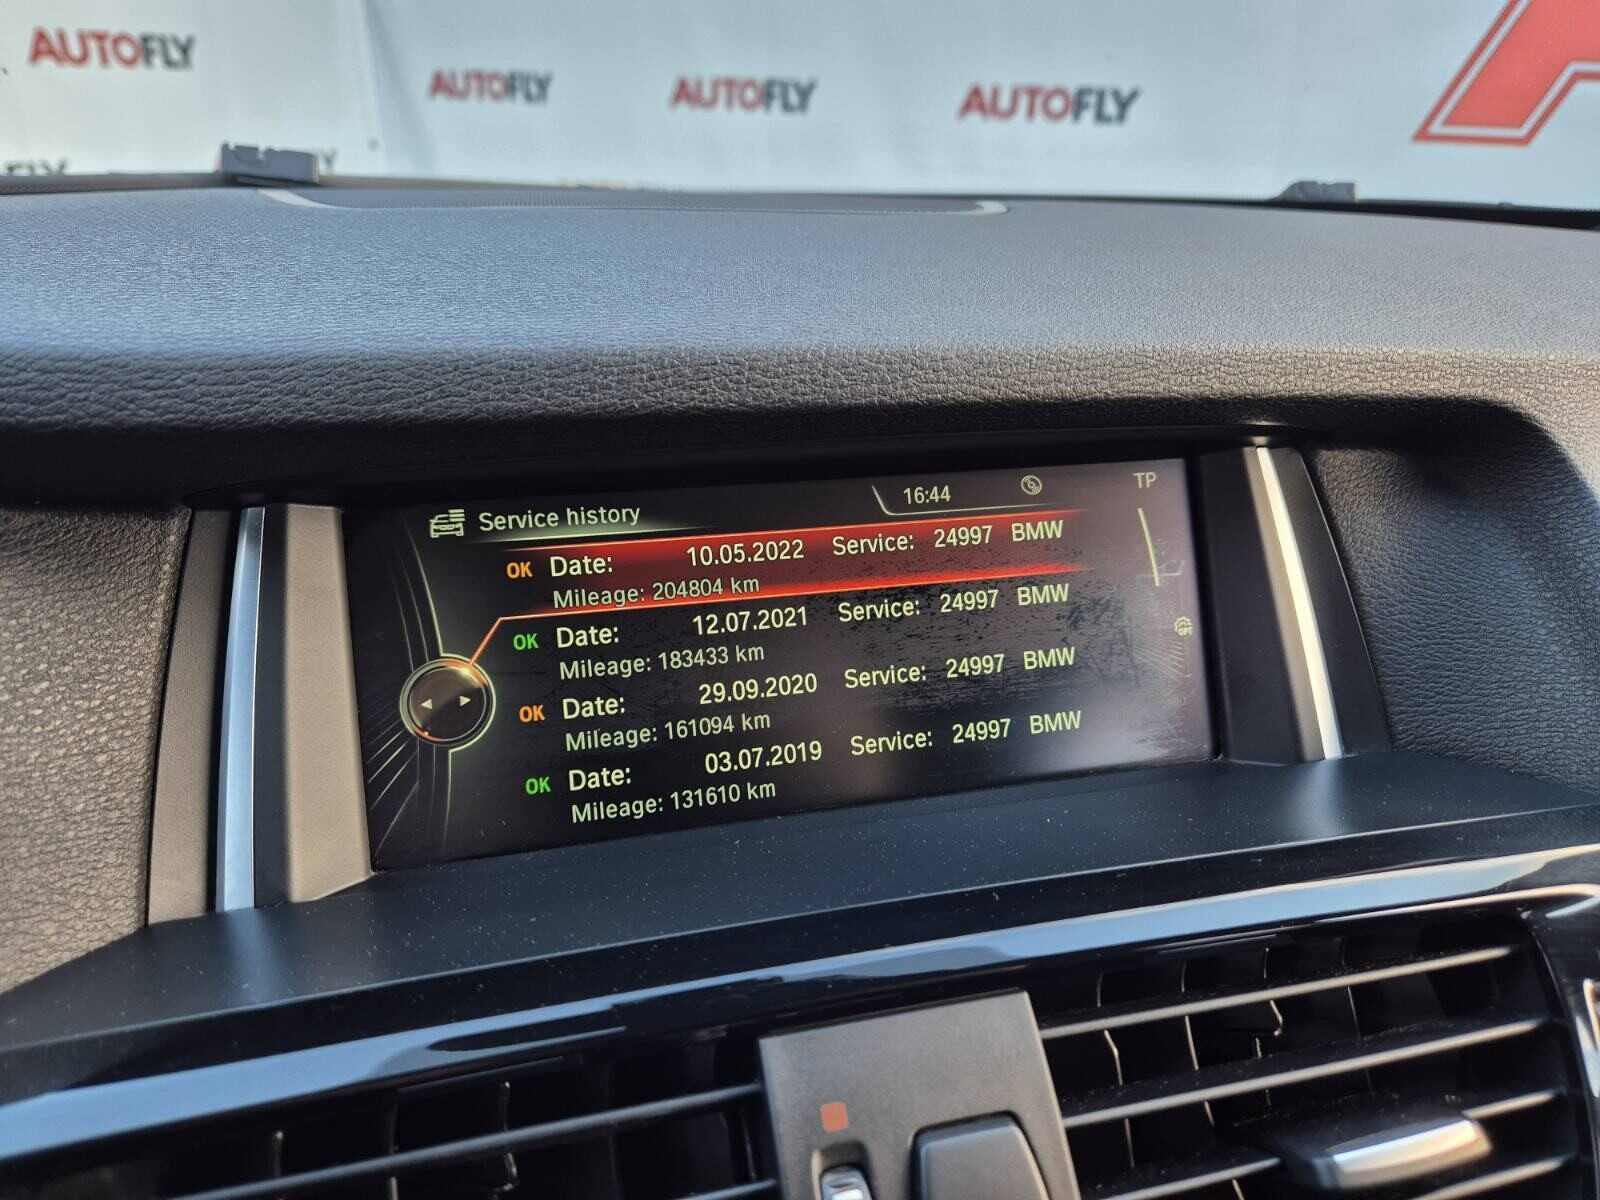 AUTOFLY
AUTOFLY
AUTOFLY
AUTOFLY
FLY
16:44
TP
Service history
OK Date: 10.05.2022 Service: 24997 BMW
Mileage: 204804 km
OK Date: 12.07.2021 Service: 24997 BMW
Mileage: 183433 km
OK Date: 29.09.2020 Service: 24997 BMW
Mileage: 161094 km
OK Date: 03.07.2019 Service: 24997 BMW
Mileage: 131610 km
OPT